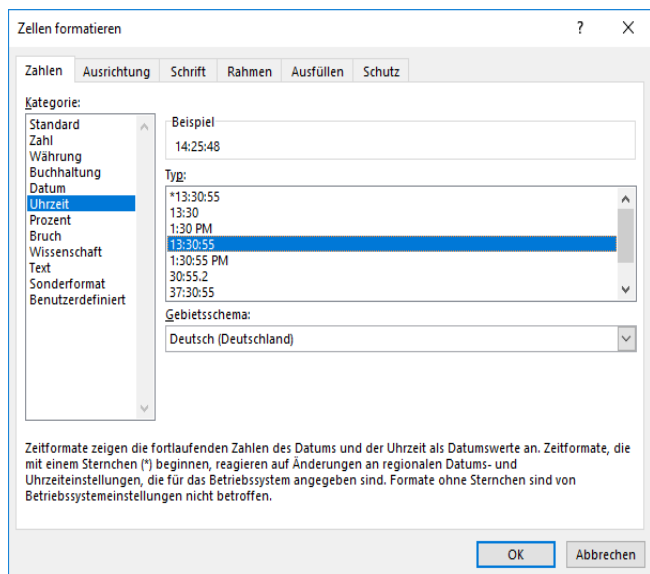 Zellen formatieren
?
X
Zahlen
Ausrichtung
Schrift
Rahmen
Ausfüllen
Schutz
Kategorie:
Standard
Zahl
Währung
Buchhaltung
Datum
Uhrzeit
Prozent
Bruch
Wissenschaft
Text
Sonderformat
Benutzerdefiniert
Beispiel
14:25:48
Typ:
*13:30:55
13:30
1:30 PM
13:30:55
1:30:55 PM
30:55.2
37:30:55
Gebietsschema:
Deutsch (Deutschland)
Zeitformate zeigen die fortlaufenden Zahlen des Datums und der Uhrzeit als Datumswerte an. Zeitformate, die
mit einem Sternchen (*) beginnen, reagieren auf Änderungen an regionalen Datums- und
Uhrzeiteinstellungen, die für das Betriebssystem angegeben sind. Formate ohne Sternchen sind von
Betriebssystemeinstellungen nicht betroffen.
OK
Abbrechen